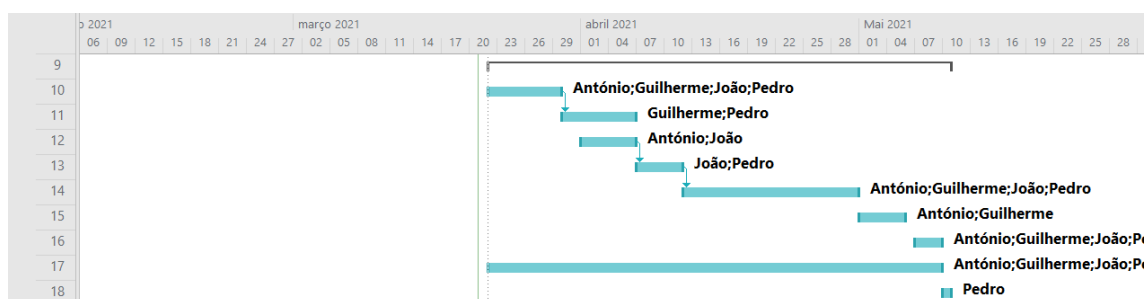 o 2021 março 2021 abril 2021 Mai 2021
06 09 12 15 18 21 24 27 02 05 08 11 14 17 20 23 26 29 01 04 07 10 13 16 19 22 25 28 01 04 07 10 13 16 19 22 25 28
9
10 António;Guilherme;João;Pedro
11 Guilherme;Pedro
12 António;João
13 João;Pedro
14 António;Guilherme;João;Pedro
15 António;Guilherme
16 António;Guilherme;João;Pe
17 António;Guilherme;João;Pe
18 Pedro